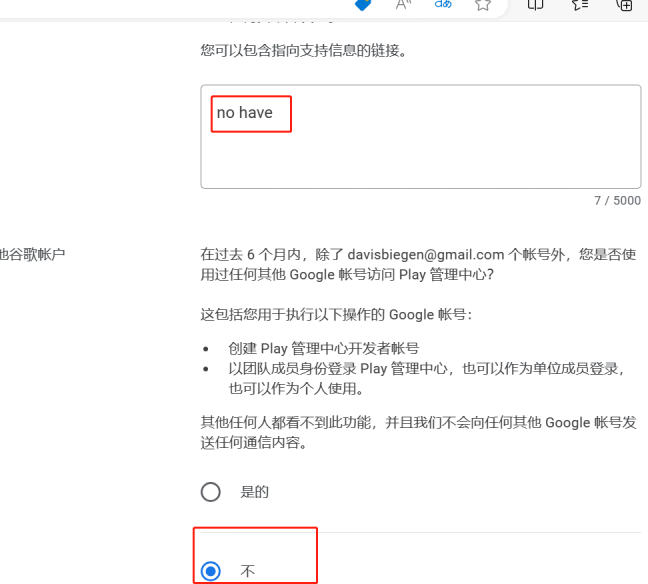 您可以包含指向支持信息的链接。
no have
7 / 5000
他谷歌帐户
在过去 6 个月内，除了 davisbiegen@gmail.com 个帐号外，您是否使
用过任何其他 Google 帐号访问 Play 管理中心？
这包括您用于执行以下操作的 Google 帐号：
• 创建 Play 管理中心开发者帐号
• 以团队成员身份登录 Play 管理中心，也可以作为单位成员登录，
也可以作为个人使用。
其他任何人都看不到此功能，并且我们不会向任何其他 Google 帐号发
送任何通信内容。
是的
不